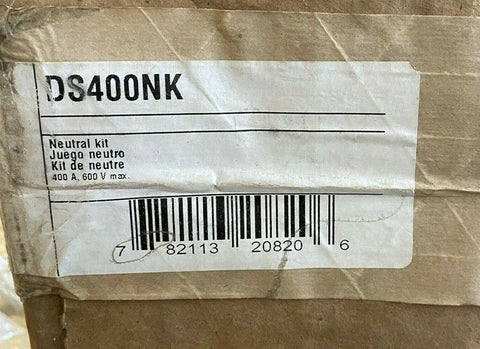 DS400NK
Neutral kit
Juego neutro
Kit de neutre
400 A, 600 V max.
7 82113 20820 6